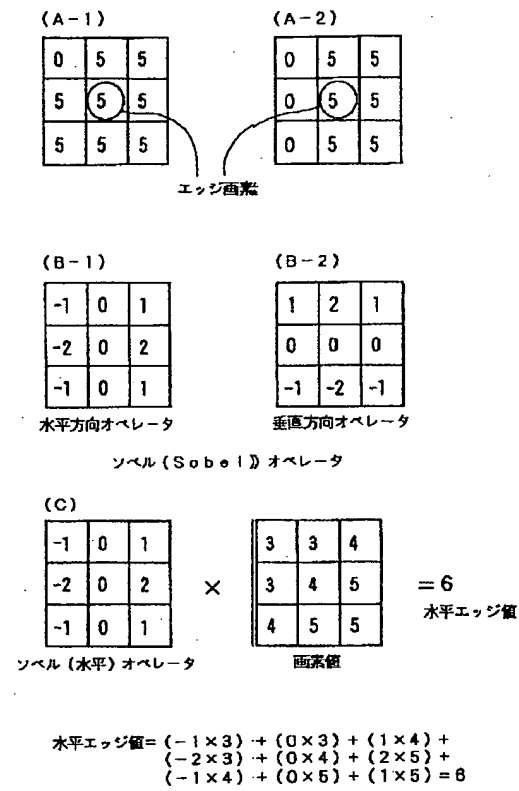 (A-1) (A-2)
0 5 5 0 5 5
5 5 5 0 5 5
5 5 5 0 5 5
エッジ画素
(B-1) (B-2)
-1 0 1 1 2 1
-2 0 2 0 0 0
-1 0 1 -1 -2 -1
水平方向オペレータ 垂直方向オペレータ
ソベル(Sobel)) オペレータ
(C)
-1 0 1 3 3 4
-2 0 2 × 3 4 5 =6
-1 0 1 4 5 5 水平エッジ値
ソベル(水平)オペレータ 画素値
水平エッジ値= (-1×3) + (0×3) + (1×4) +
(-2×3) + (0×4) + (2×5) +
(-1×4) + (0×5) + (1×5) =6